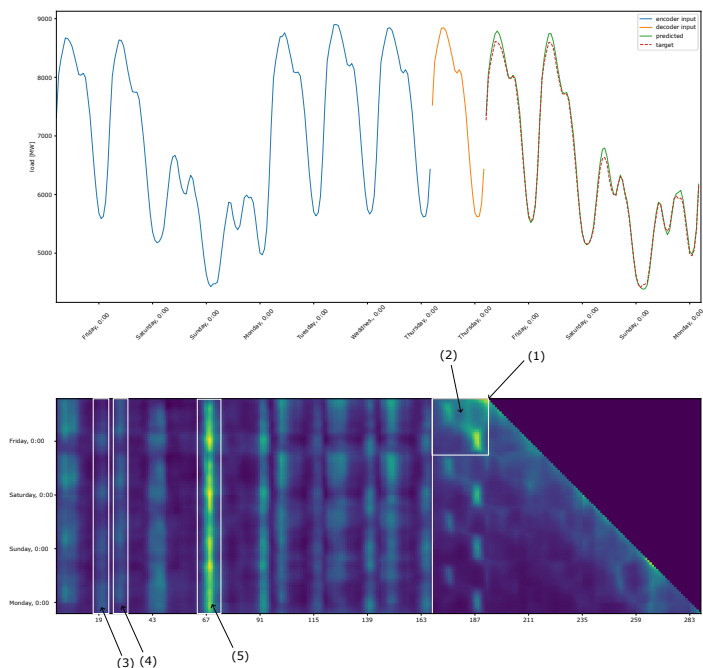 9000
8000
7000
6000
5000
load [MW]
encoder input
decoder input
predicted
target
Friday, 0:00
Saturday, 0:00
Sunday, 0:00
Monday, 0:00
Tuesday, 0:00
Weddnes., 0:00
Thursday, 0:00
Thursday, 0:00
Friday, 0:00
Saturday, 0:00
Sunday, 0:00
Monday, 0:00
(2)
(1)
Friday, 0:00
Saturday, 0:00
Sunday, 0:00
Monday, 0:00
19
43
67
91
115
139
163
187
211
235
259
283
(3)
(4)
(5)